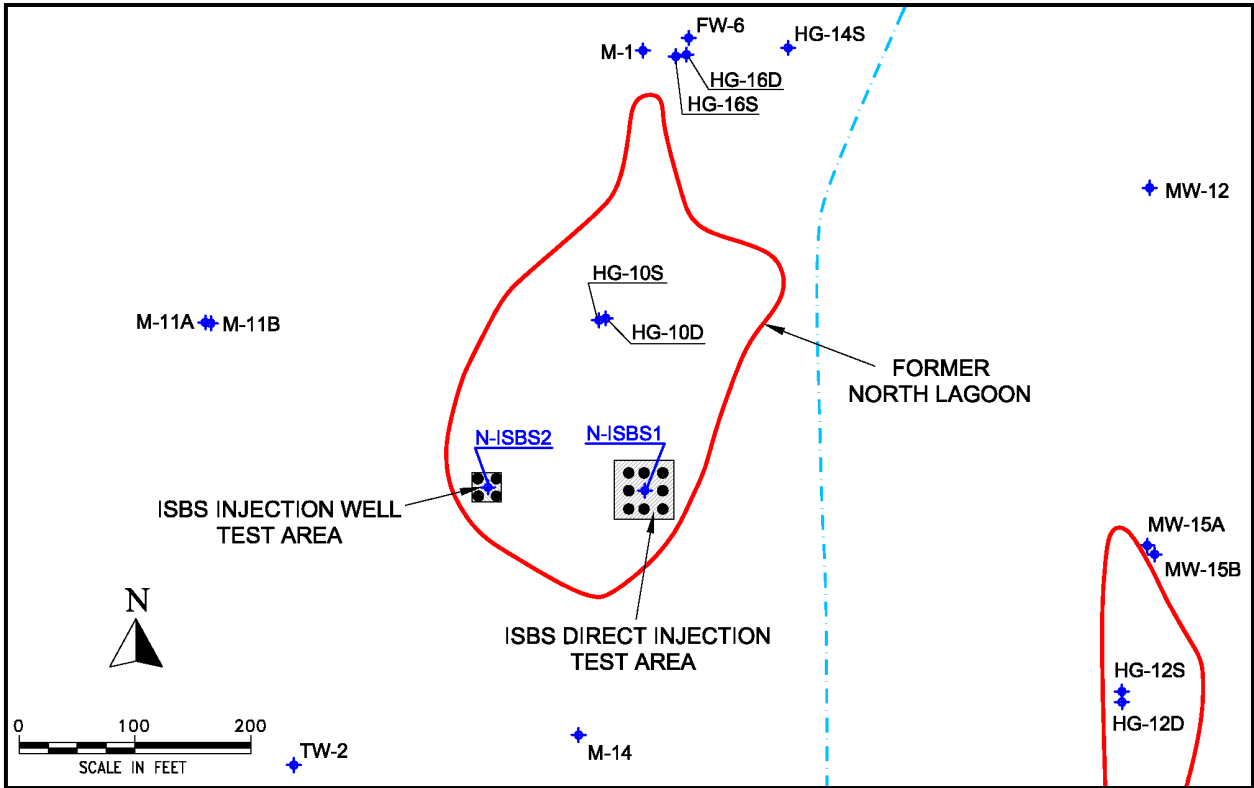 FW-6
HG-14S
M-1
HG-16D
HG-16S
MW-12
HG-10S
M-11A
M-11B
HG-10D
FORMER
NORTH LAGOON
N-ISBS2
N-ISBS1
ISBS INJECTION WELL
TEST AREA
MW-15A
MW-15B
N
ISBS DIRECT INJECTION
TEST AREA
HG-12S
HG-12D
0 100 200
SCALE IN FEET
TW-2
M-14